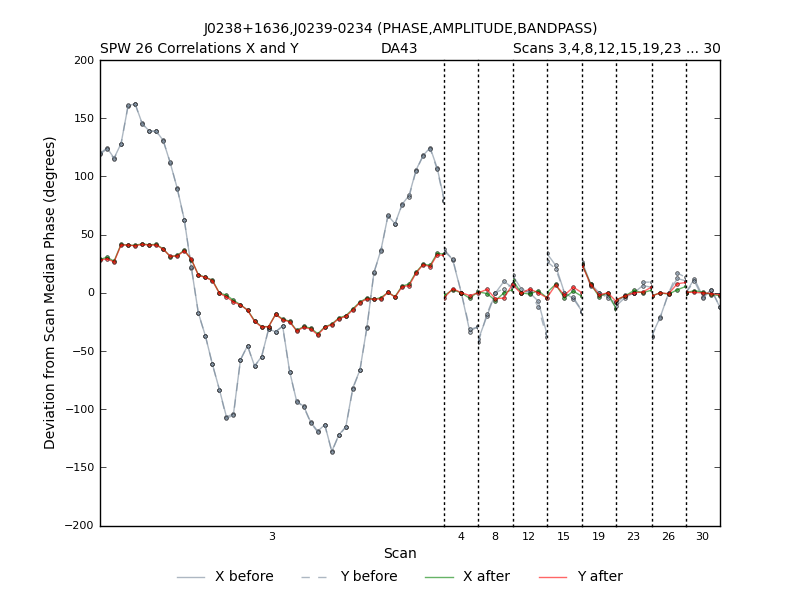 J0238+1636,J0239-0234 (PHASE,AMPLITUDE,BANDPASS)
SPW 26 Correlations X and Y DA43 Scans 3,4,8,12,15,19,23 ... 30
200
150
100
50
0
−50
−100
−150
−200
Deviation from Scan Median Phase (degrees)
3 4 8 12 15 19 23 26 30
Scan
X before Y before X after Y after